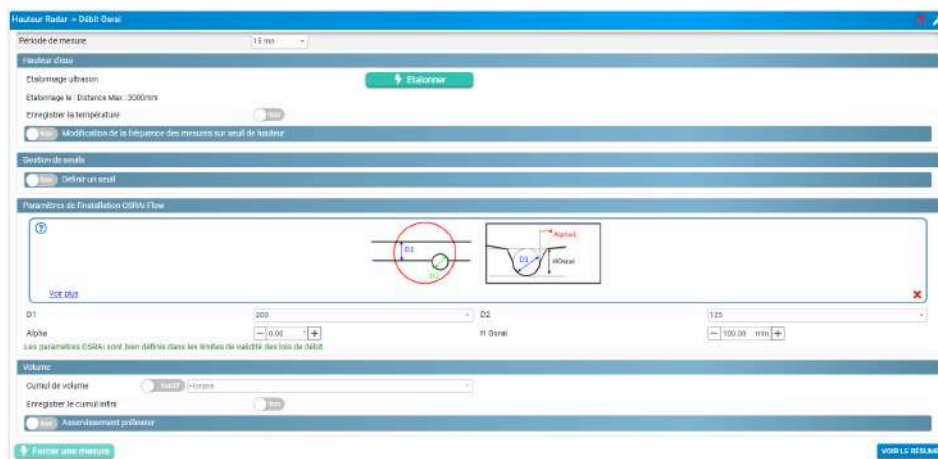 Hauteur Radar -> Débit Osrai
Période de mesure 15 mn
Hauteur d'eau
Etalonnage ultrason Etalonner
Etalonnage le : Distance Max : 3000mm
Enregistrer la température Non
Non Modification de la fréquence des mesures sur seuil de hauteur
Gestion de seuils
Non Définir un seuil
Paramètres de l'installation OSRAI Flow
D1 D2
Alpha1 D1 HOsrai
Voir plus
D1 200 D2 125
Alpha 0.00 ° H Osrai 100.00 mm
Les paramètres OSRAI sont bien définis dans les limites de validité des lois de débit
Volume
Cumul de volume Inactif Horaire
Enregistrer le cumul infini Non
Non Asservissement préleveur
Forcer une mesure VOIR LE RÉSUMÉ